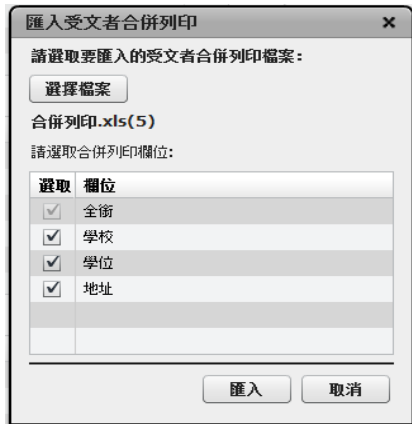 匯入受文者合併列印
請選取要匯入的受文者合併列印檔案：
選擇檔案
合併列印.xls(5)
請選取合併列印欄位：
選取 欄位
全銜
學校
學位
地址
匯入 取消